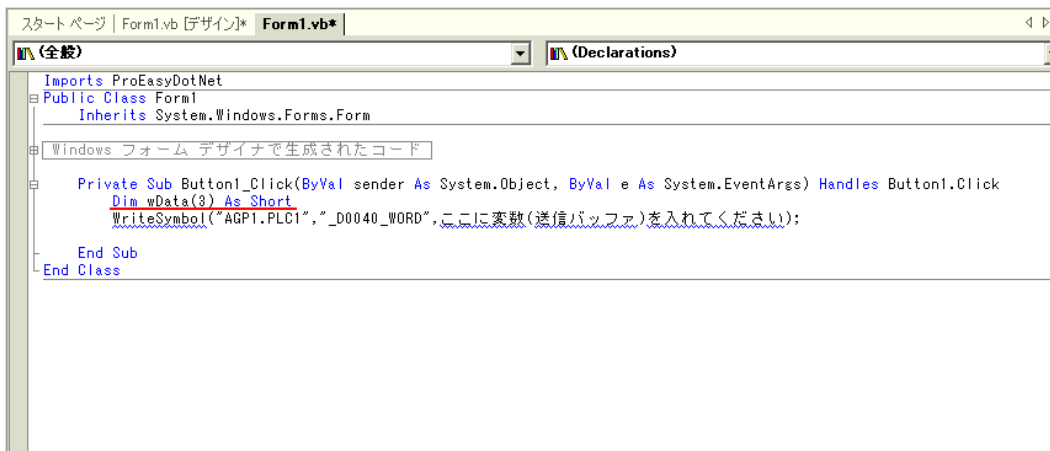 スタート ページ | Form1.vb [デザイン]* Form1.vb*
(全般) (Declarations)
Imports ProEasyDotNet
Public Class Form1
Inherits System.Windows.Forms.Form
Windows フォーム デザイナで生成されたコード
Private Sub Button1_Click(ByVal sender As System.Object, ByVal e As System.EventArgs) Handles Button1.Click
Dim wData(3) As Short
WriteSymbol("AGP1.PLC1","_D0040_WORD",ここに変数(送信バッファ)を入れてください);
End Sub
End Class